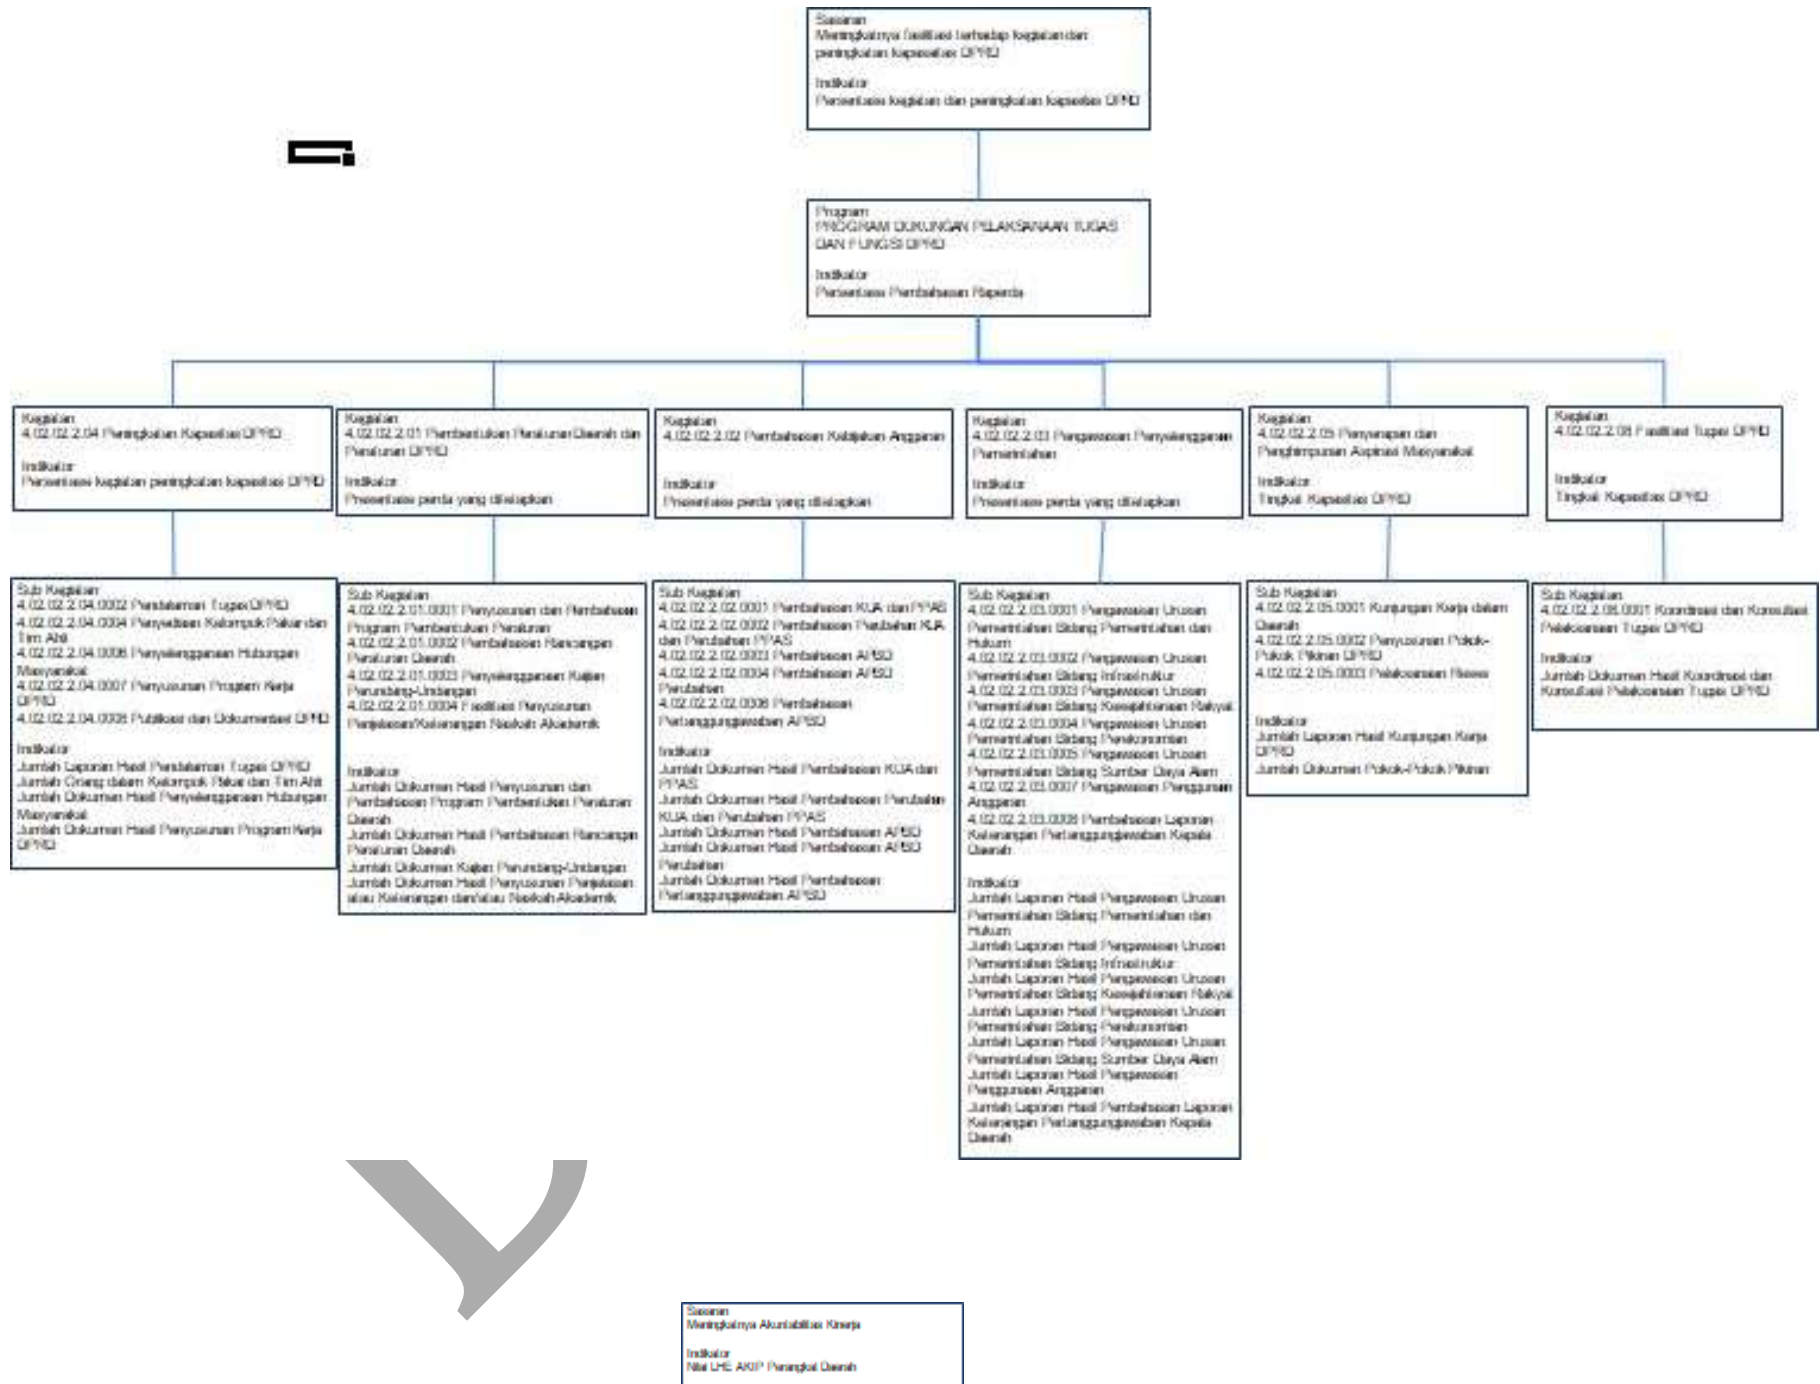 Sasaran
Meningkatnya fasilitasi terhadap kegiatan dan
peningkatan kapasitas DPRD
Indikator
Persentase kegiatan dan peningkatan kapasitas DPRD
Program
PROGRAM DUKUNGAN PELAKSANAAN TUGAS
DAN FUNGSI DPRD
Indikator
Persentase Pembahasan Raperda
Kegiatan
4.02.02.2.04 Peningkatan Kapasitas DPRD
Indikator
Persentase kegiatan peningkatan kapasitas DPRD
Kegiatan
4.02.02.2.01 Pembentukan Peraturan Daerah dan
Peraturan DPRD
Indikator
Presentase perda yang ditetapkan
Kegiatan
4.02.02.2.02 Pembahasan Kebijakan Anggaran
Indikator
Presentase perda yang ditetapkan
Kegiatan
4.02.02.2.03 Pengawasan Penyelenggaraan
Pemerintahan
Indikator
Presentase perda yang ditetapkan
Kegiatan
4.02.02.2.05 Penyerapan dan
Penghimpunan Aspirasi Masyarakat
Indikator
Tingkat Kapasitas DPRD
Kegiatan
4.02.02.2.08 Fasilitasi Tugas DPRD
Indikator
Tingkat Kapasitas DPRD
Sub Kegiatan
4.02.02.2.04.0002 Pendalaman Tugas DPRD
4.02.02.2.04.0004 Penyediaan Kelompok Pakar dan
Tim Ahli
4.02.02.2.04.0006 Penyelenggaraan Hubungan
Masyarakat
4.02.02.2.04.0007 Penyusunan Program Kerja
DPRD
4.02.02.2.04.0008 Publikasi dan Dokumentasi DPRD
Indikator
Jumlah Laporan Hasil Pendalaman Tugas DPRD
Jumlah Orang dalam Kelompok Pakar dan Tim Ahli
Jumlah Dokumen Hasil Penyelenggaraan Hubungan
Masyarakat
Jumlah Dokumen Hasil Penyusunan Program Kerja
DPRD
Sub Kegiatan
4.02.02.2.01.0001 Penyusunan dan Pembahasan
Program Pembentukan Peraturan
4.02.02.2.01.0002 Pembahasan Rancangan
Peraturan Daerah
4.02.02.2.01.0003 Penyelenggaraan Kajian
Perundang-Undangan
4.02.02.2.01.0004 Fasilitasi Penyusunan
Penjelasan/Keterangan Naskah Akademik
Indikator
Jumlah Dokumen Hasil Penyusunan dan
Pembahasan Program Pembentukan Peraturan
Daerah
Jumlah Dokumen Hasil Pembahasan Rancangan
Peraturan Daerah
Jumlah Dokumen Kajian Perundang-Undangan
Jumlah Dokumen Hasil Penyusunan Penjelasan
atau Keterangan dan/atau Naskah Akademik
Sub Kegiatan
4.02.02.2.02.0001 Pembahasan KUA dan PPAS
4.02.02.2.02.0002 Pembahasan Perubahan KUA
dan Perubahan PPAS
4.02.02.2.02.0003 Pembahasan APBD
4.02.02.2.02.0004 Pembahasan APBD
Perubahan
4.02.02.2.02.0006 Pembahasan
Pertanggungjawaban APBD
Indikator
Jumlah Dokumen Hasil Pembahasan KUA dan
PPAS
Jumlah Dokumen Hasil Pembahasan Perubahan
KUA dan Perubahan PPAS
Jumlah Dokumen Hasil Pembahasan APBD
Jumlah Dokumen Hasil Pembahasan APBD
Perubahan
Jumlah Dokumen Hasil Pembahasan
Pertanggungjawaban APBD
Sub Kegiatan
4.02.02.2.03.0001 Pengawasan Urusan
Pemerintahan Bidang Pemerintahan dan
Hukum
4.02.02.2.03.0002 Pengawasan Urusan
Pemerintahan Bidang Infrastruktur
4.02.02.2.03.0003 Pengawasan Urusan
Pemerintahan Bidang Kesejahteraan Rakyat
4.02.02.2.03.0004 Pengawasan Urusan
Pemerintahan Bidang Perekonomian
4.02.02.2.03.0005 Pengawasan Urusan
Pemerintahan Bidang Sumber Daya Alam
4.02.02.2.03.0007 Pengawasan Penggunaan
Anggaran
4.02.02.2.03.0008 Pembahasan Laporan
Keterangan Pertanggungjawaban Kepala
Daerah
Indikator
Jumlah Laporan Hasil Pengawasan Urusan
Pemerintahan Bidang Pemerintahan dan
Hukum
Jumlah Laporan Hasil Pengawasan Urusan
Pemerintahan Bidang Infrastruktur
Jumlah Laporan Hasil Pengawasan Urusan
Pemerintahan Bidang Kesejahteraan Rakyat
Jumlah Laporan Hasil Pengawasan Urusan
Pemerintahan Bidang Perekonomian
Jumlah Laporan Hasil Pengawasan Urusan
Pemerintahan Bidang Sumber Daya Alam
Jumlah Laporan Hasil Pengawasan
Penggunaan Anggaran
Jumlah Laporan Hasil Pembahasan Laporan
Keterangan Pertanggungjawaban Kepala
Daerah
Sub Kegiatan
4.02.02.2.05.0001 Kunjungan Kerja dalam
Daerah
4.02.02.2.05.0002 Penyusunan Pokok-
Pokok Pikiran DPRD
4.02.02.2.05.0003 Pelaksanaan Reses
Indikator
Jumlah Laporan Hasil Kunjungan Kerja
DPRD
Jumlah Dokumen Pokok-Pokok Pikiran
Sub Kegiatan
4.02.02.2.08.0001 Koordinasi dan Konsultasi
Pelaksanaan Tugas DPRD
Indikator
Jumlah Dokumen Hasil Koordinasi dan
Konsultasi Pelaksanaan Tugas DPRD
Sasaran
Meningkatnya Akuntabilitas Kinerja
Indikator
Nilai LHE AKIP Perangkat Daerah